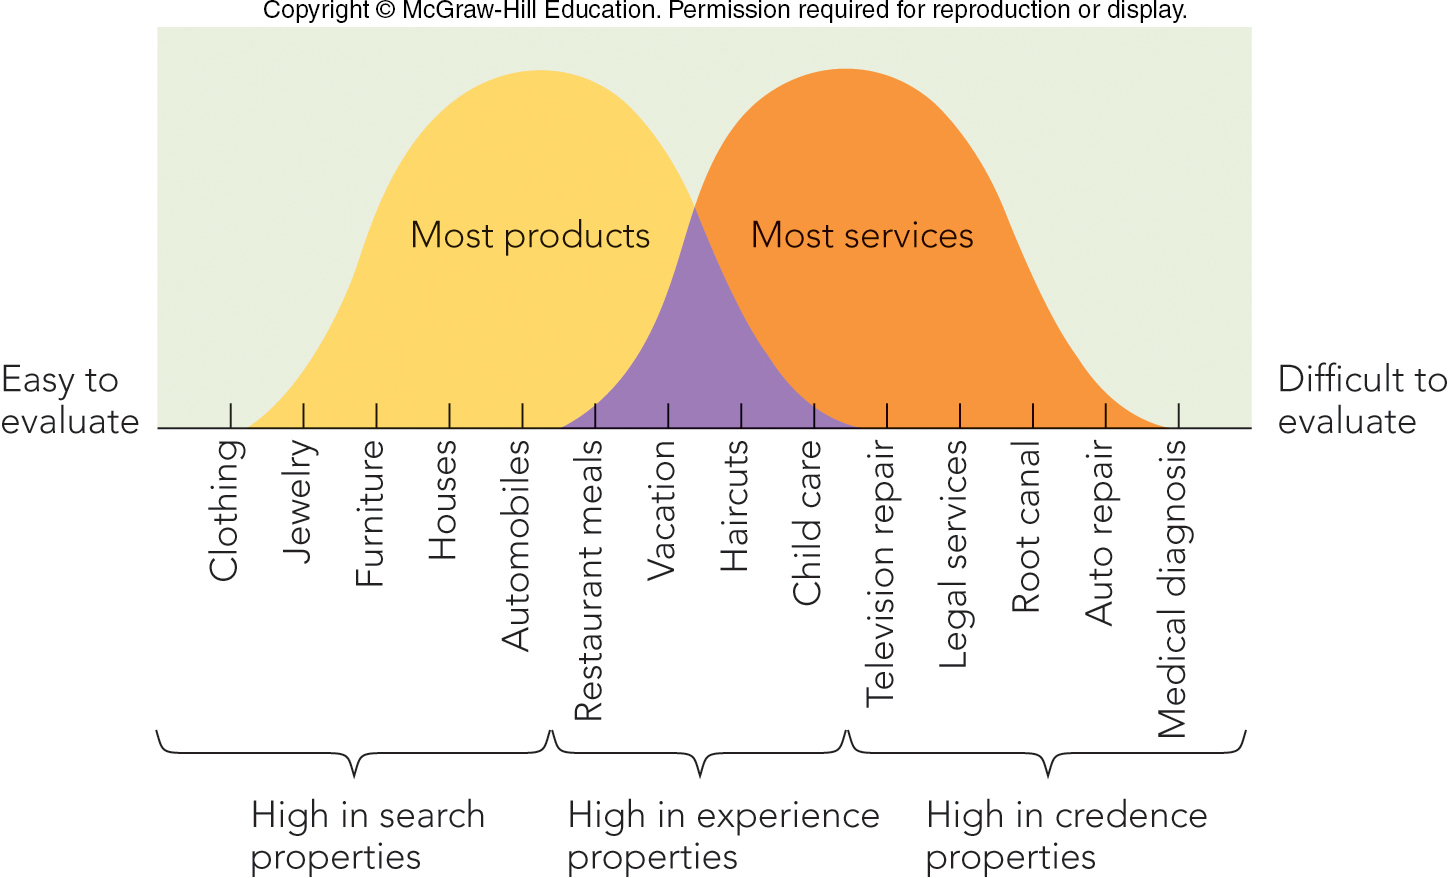 Copyright © McGraw-Hill Education. Permission required for reproduction or display.
Most products
Most services
Easy to
evaluate
Difficult to
evaluate
Clothing
Jewelry
Furniture
Houses
Automobiles
Restaurant meals
Vacation
Haircuts
Child care
Television repair
Legal services
Root canal
Auto repair
Medical diagnosis
High in search
properties
High in experience
properties
High in credence
properties